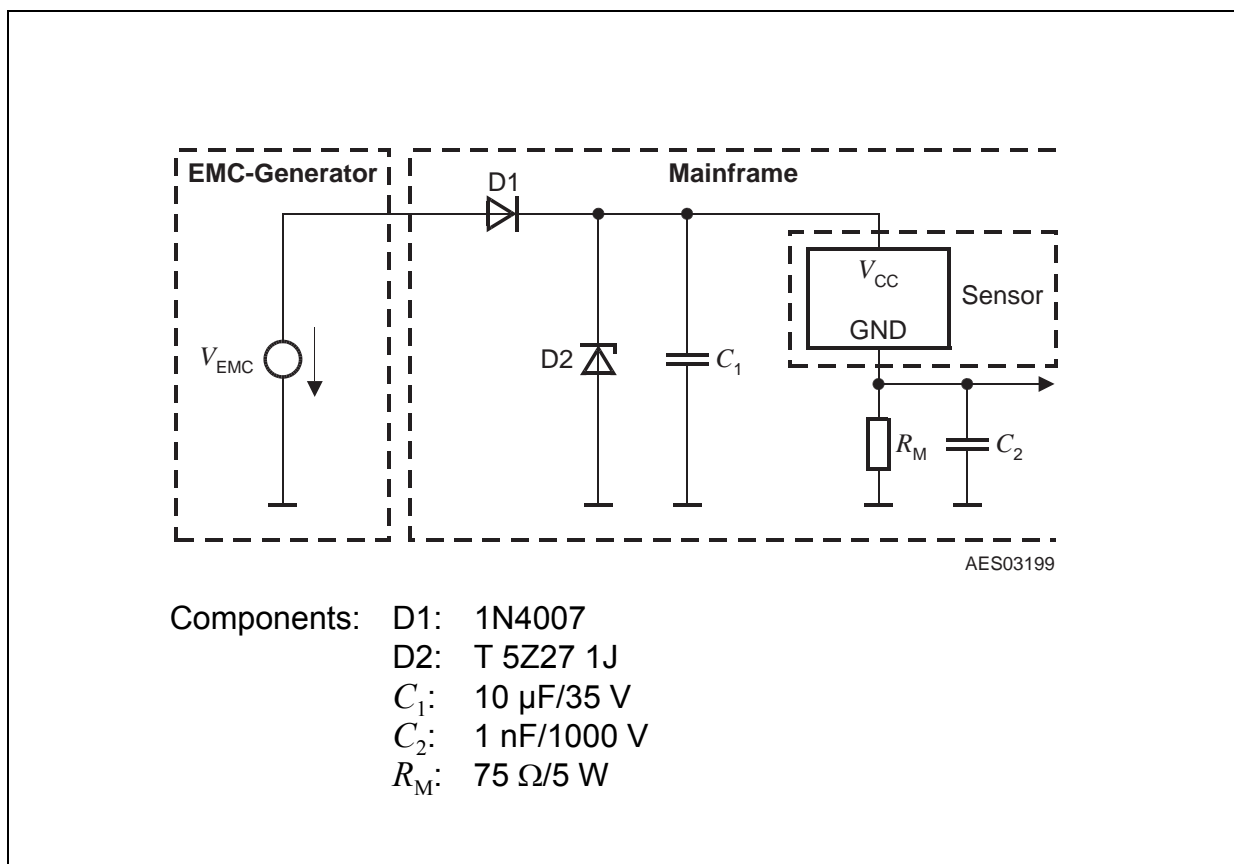 EMC-Generator
Mainframe
D1
V_CC
Sensor
GND
V_EMC
D2
C_1
R_M
C_2
AES03199
Components: D1: 1N4007
D2: T 5Z27 1J
C_1: 10 µF/35 V
C_2: 1 nF/1000 V
R_M: 75 Ω/5 W